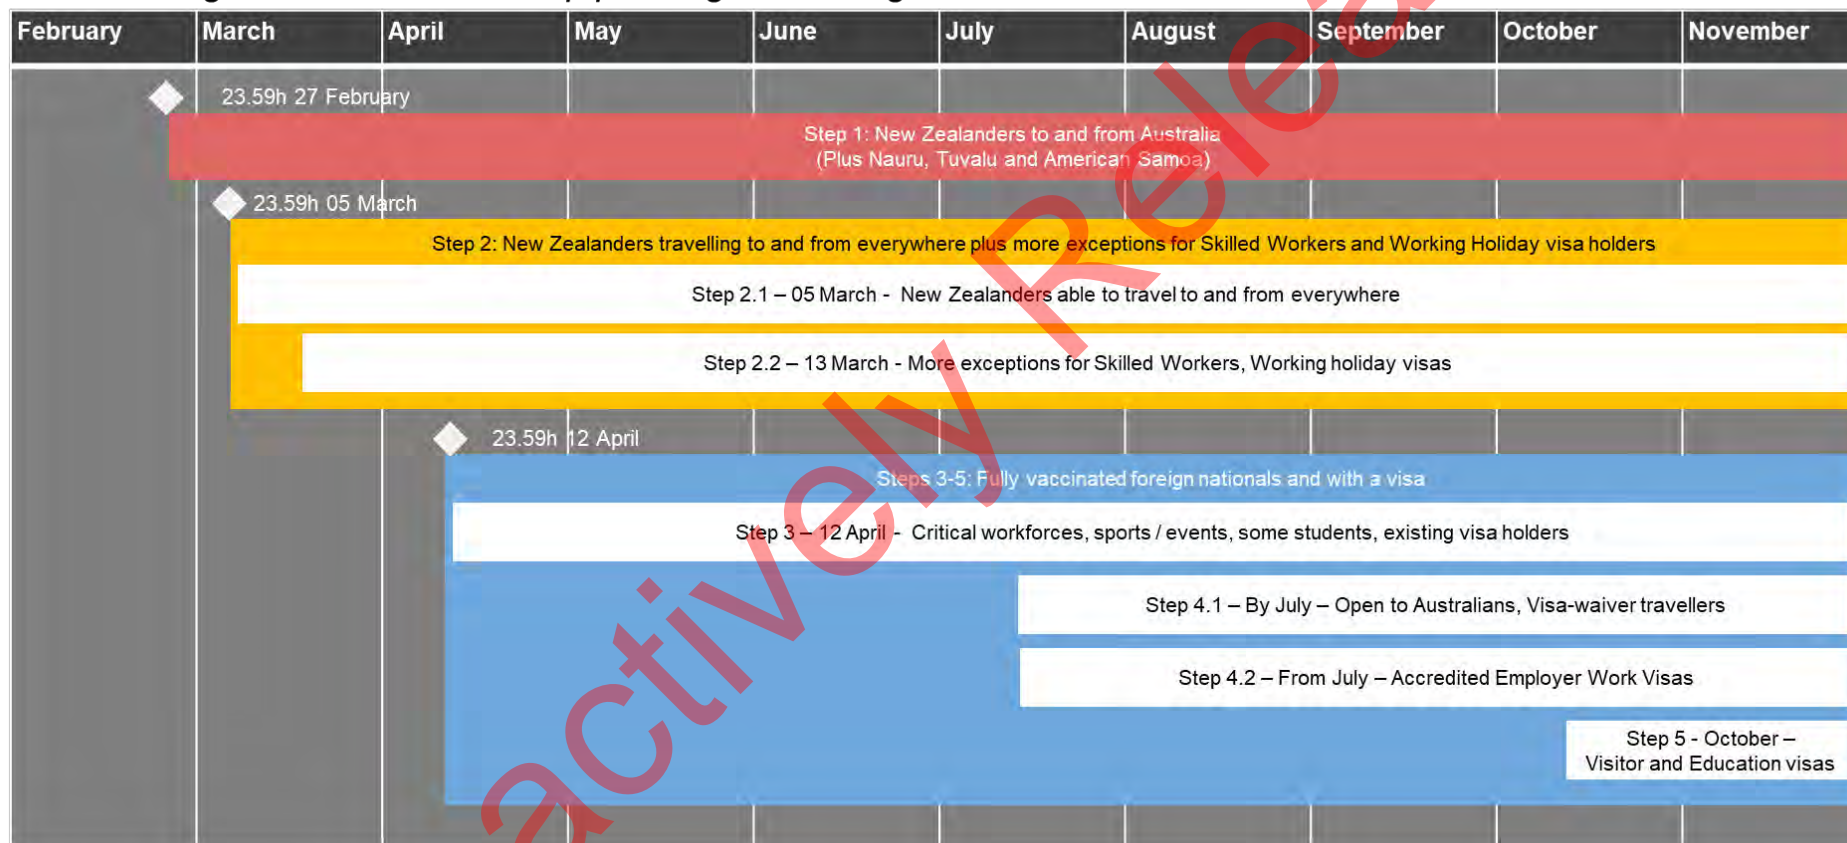 February March April May June July August September October November
23.59h 27 February
Step 1: New Zealanders to and from Australia
(Plus Nauru, Tuvalu and American Samoa)
23.59h 05 March
Step 2: New Zealanders travelling to and from everywhere plus more exceptions for Skilled Workers and Working Holiday visa holders
Step 2.1 – 05 March - New Zealanders able to travel to and from everywhere
Step 2.2 – 13 March - More exceptions for Skilled Workers, Working holiday visas
23.59h 12 April
Steps 3-5: Fully vaccinated foreign nationals and with a visa
Step 3 – 12 April - Critical workforces, sports / events, some students, existing visa holders
Step 4.1 – By July – Open to Australians, Visa-waiver travellers
Step 4.2 – From July – Accredited Employer Work Visas
Step 5 - October –
Visitor and Education visas
actively Relea